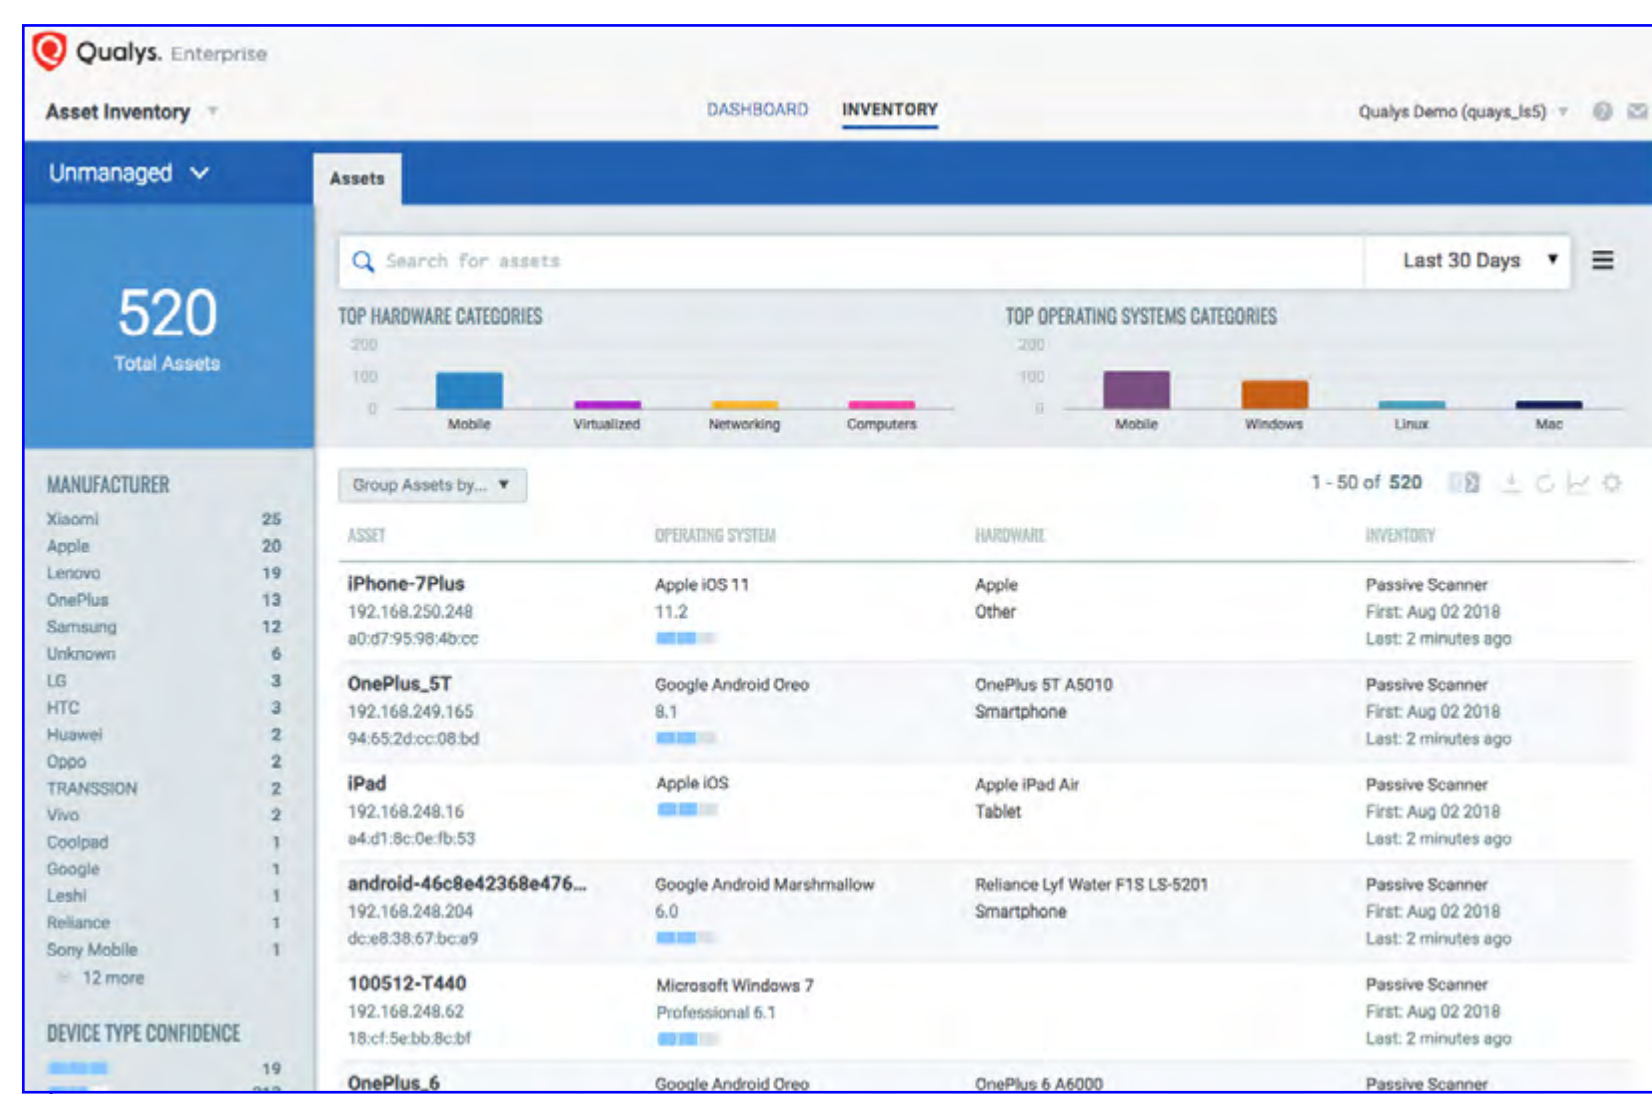 Qualys. Enterprise
Asset Inventory
DASHBOARD
INVENTORY
Qualys Demo (quays_ls5)
Unmanaged
Assets
520
Total Assets
Search for assets
Last 30 Days
TOP HARDWARE CATEGORIES
200
100
0
Mobile
Virtualized
Networking
Computers
TOP OPERATING SYSTEMS CATEGORIES
200
100
0
Mobile
Windows
Linux
Mac
MANUFACTURER
Xiaomi 25
Apple 20
Lenovo 19
OnePlus 13
Samsung 12
Unknown 6
LG 3
HTC 3
Huawei 2
Oppo 2
TRANSSION 2
Vivo 2
Coolpad 1
Google 1
Leshi 1
Reliance 1
Sony Mobile 1
12 more
DEVICE TYPE CONFIDENCE
19
Group Assets by...
1 - 50 of 520
ASSET OPERATING SYSTEM HARDWARE INVENTORY
iPhone-7Plus Apple iOS 11 Apple Passive Scanner
192.168.250.248 11.2 Other First: Aug 02 2018
a0:d7:95:98:4b:cc Last: 2 minutes ago
OnePlus_5T Google Android Oreo OnePlus 5T A5010 Passive Scanner
192.168.249.165 8.1 Smartphone First: Aug 02 2018
94:65:2d:cc:08:bd Last: 2 minutes ago
iPad Apple iOS Apple iPad Air Passive Scanner
192.168.248.16 Tablet First: Aug 02 2018
a4:d1:8c:0e:fb:53 Last: 2 minutes ago
android-46c8e42368e476... Google Android Marshmallow Reliance Lyf Water F1S LS-5201 Passive Scanner
192.168.248.204 6.0 Smartphone First: Aug 02 2018
dc:e8:38:67:bc:a9 Last: 2 minutes ago
100512-T440 Microsoft Windows 7 Passive Scanner
192.168.248.62 Professional 6.1 First: Aug 02 2018
18:cf:5e:bb:8c:bf Last: 2 minutes ago
OnePlus_6 Google Android Oreo OnePlus 6 A6000 Passive Scanner